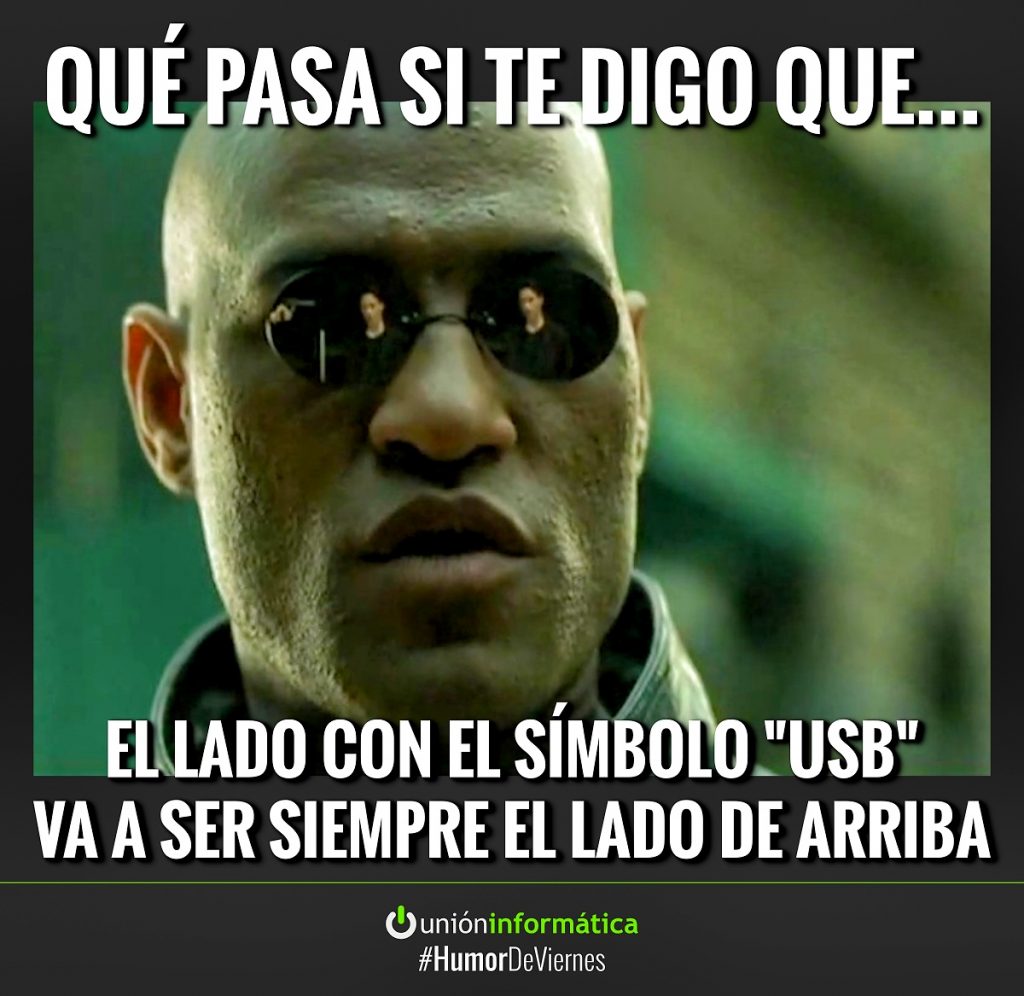 QUÉ PASA SI TE DIGO QUE...
EL LADO CON EL SÍMBOLO "USB"
VA A SER SIEMPRE EL LADO DE ARRIBA
unióninformática
#HumorDeViernes